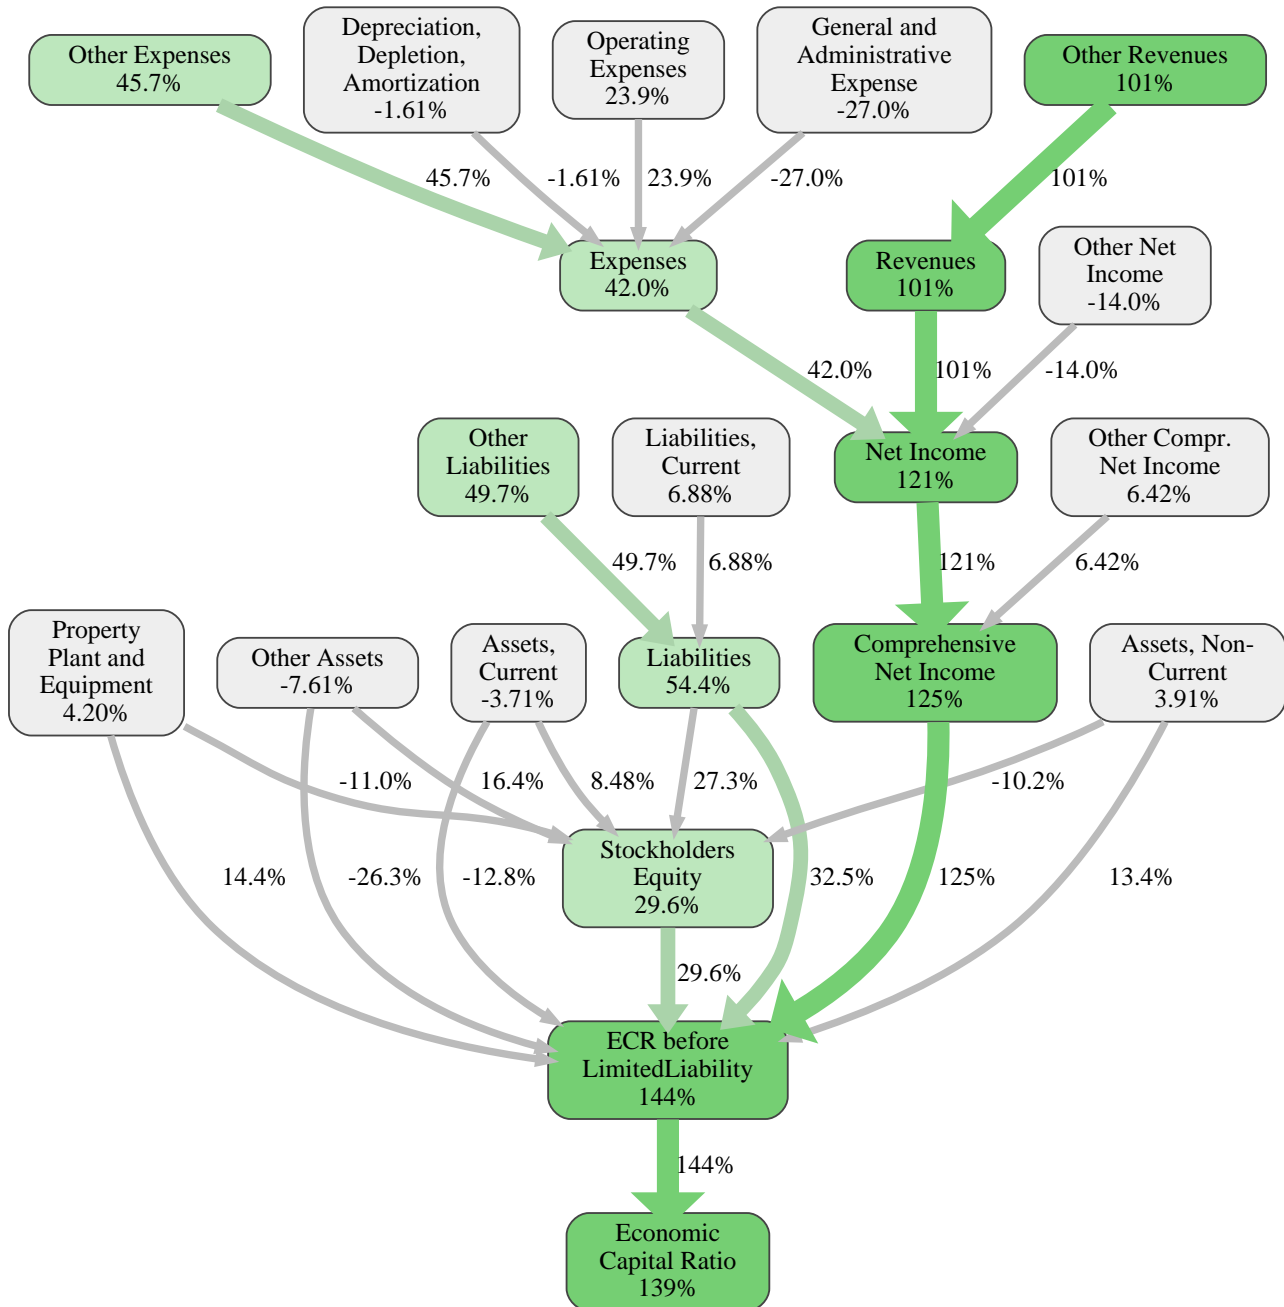 Other Expenses
45.7%
Depreciation,
Depletion,
Amortization
-1.61%
Operating
Expenses
23.9%
General and
Administrative
Expense
-27.0%
Other Revenues
101%
45.7%
-1.61%
23.9%
-27.0%
101%
Expenses
42.0%
Revenues
101%
Other Net
Income
-14.0%
42.0%
101%
-14.0%
Other
Liabilities
49.7%
Liabilities,
Current
6.88%
Net Income
121%
Other Compr.
Net Income
6.42%
49.7%
6.88%
121%
6.42%
Property
Plant and
Equipment
4.20%
Other Assets
-7.61%
Assets,
Current
-3.71%
Liabilities
54.4%
Comprehensive
Net Income
125%
Assets, Non-
Current
3.91%
-11.0%
16.4%
8.48%
27.3%
-10.2%
Stockholders
Equity
29.6%
14.4%
-26.3%
-12.8%
32.5%
125%
13.4%
29.6%
ECR before
LimitedLiability
144%
144%
Economic
Capital Ratio
139%